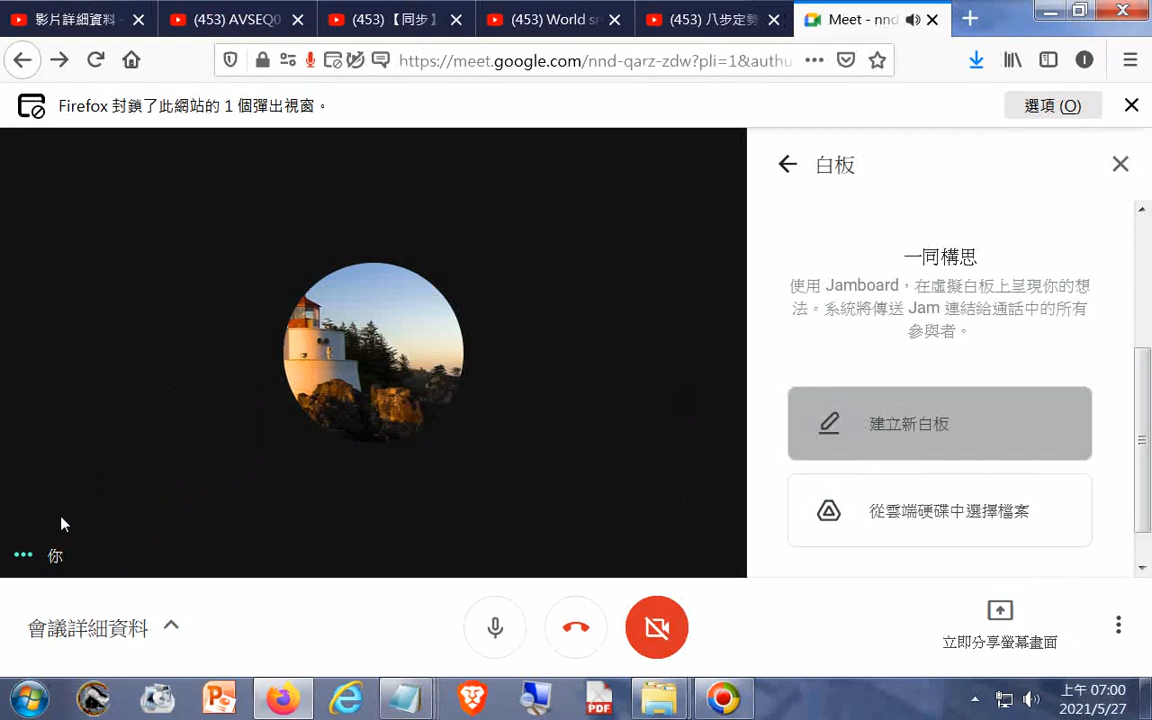 影片詳細資料 -
(453) AVSEQ0
(453) 【同步】
(453) World sn
(453) 八步定勢
Meet - nnd
https://meet.google.com/nnd-qarz-zdw?pli=1&authu
Firefox 封鎖了此網站的 1 個彈出視窗。
選項 (O)
白板
一同構思
使用 Jamboard，在虛擬白板上呈現你的想
法。系統將傳送 Jam 連結給通話中的所有
參與者。
建立新白板
從雲端硬碟中選擇檔案
你
會議詳細資料
立即分享螢幕畫面
PDF
上午 07:00
2021/5/27